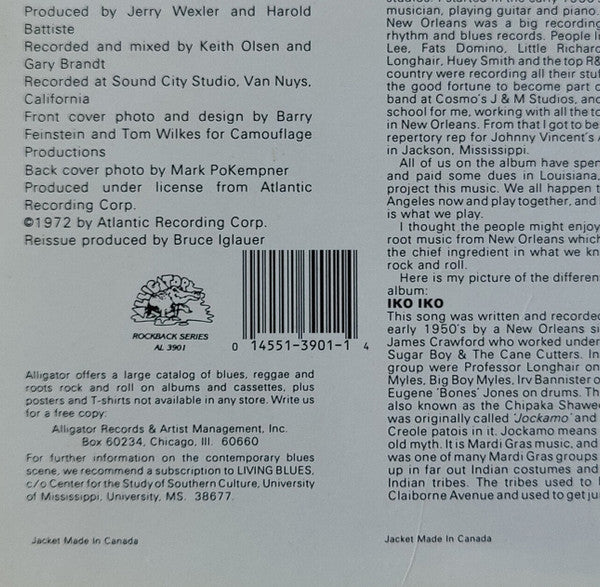 Produced by Jerry Wexler and Harold
Battiste
Recorded and mixed by Keith Olsen and
Gary Brandt
Recorded at Sound City Studio, Van Nuys,
California
Front cover photo and design by Barry
Feinstein and Tom Wilkes for Camouflage
Productions
Back cover photo by Mark PoKempner
Produced under license from Atlantic
Recording Corp.
©1972 by Atlantic Recording Corp.
Reissue produced by Bruce Iglauer
ALLIGATOR
ROCKBACK SERIES
AL 3901
0 14551-3901-1 4
Alligator offers a large catalog of blues, reggae and
roots rock and roll on albums and cassettes, plus
posters and T-shirts not available in any store. Write us
for a free copy:
Alligator Records & Artist Management, Inc.
Box 60234, Chicago, Ill. 60660
For further information on the contemporary blues
scene, we recommend a subscription to LIVING BLUES,
c/o Center for the Study of Southern Culture, University
of Mississippi, University, MS. 38677.
Jacket Made In Canada
musician, playing guitar and piano.
New Orleans was a big recording
rhythm and blues records. People li
Lee, Fats Domino, Little Richard
Longhair, Huey Smith and the top R&
country were recording all their stuf
the good fortune to become part o
band at Cosmo's J & M Studios, and
school for me, working with all the to
in New Orleans. From that I got to be
repertory rep for Johnny Vincent's A
in Jackson, Mississippi.
All of us on the album have spen
and paid some dues in Louisiana,
project this music. We all happen t
Angeles now and play together, and
is what we play.
I thought the people might enjoy
root music from New Orleans which
the chief ingredient in what we kn
rock and roll.
Here is my picture of the differen
album:
IKO IKO
This song was written and recorded
early 1950's by a New Orleans si
James Crawford who worked under
Sugar Boy & The Cane Cutters. In
group were Professor Longhair on
Myles, Big Boy Myles, Irv Bannister o
Eugene 'Bones' Jones on drums. Th
also known as the Chipaka Shawee
was originally called 'Jockamo' and
Creole patois in it. Jockamo means
old myth. It is Mardi Gras music, and
was one of many Mardi Gras groups
up in far out Indian costumes and
Indian tribes. The tribes used to
Claiborne Avenue and used to get ju
Jacket Made In Canada